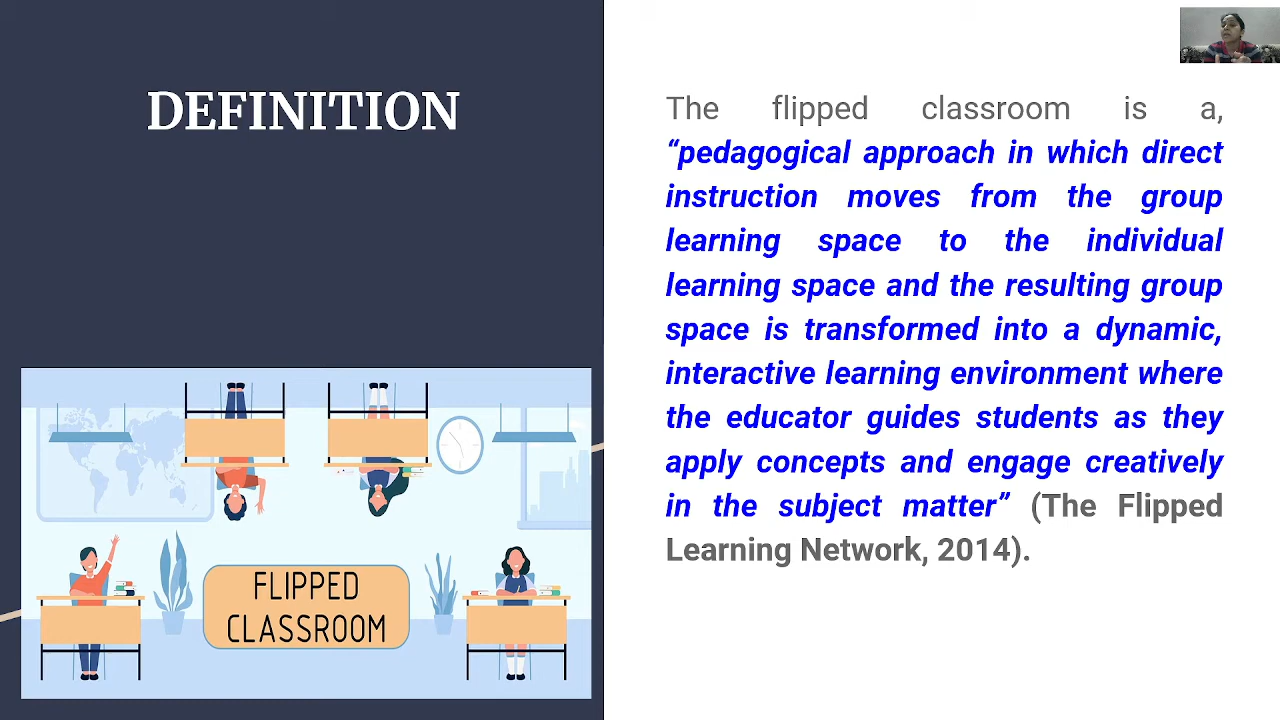 DEFINITION
FLIPPED
CLASSROOM
The flipped classroom is a,
“pedagogical approach in which direct
instruction moves from the group
learning space to the individual
learning space and the resulting group
space is transformed into a dynamic,
interactive learning environment where
the educator guides students as they
apply concepts and engage creatively
in the subject matter” (The Flipped
Learning Network, 2014).